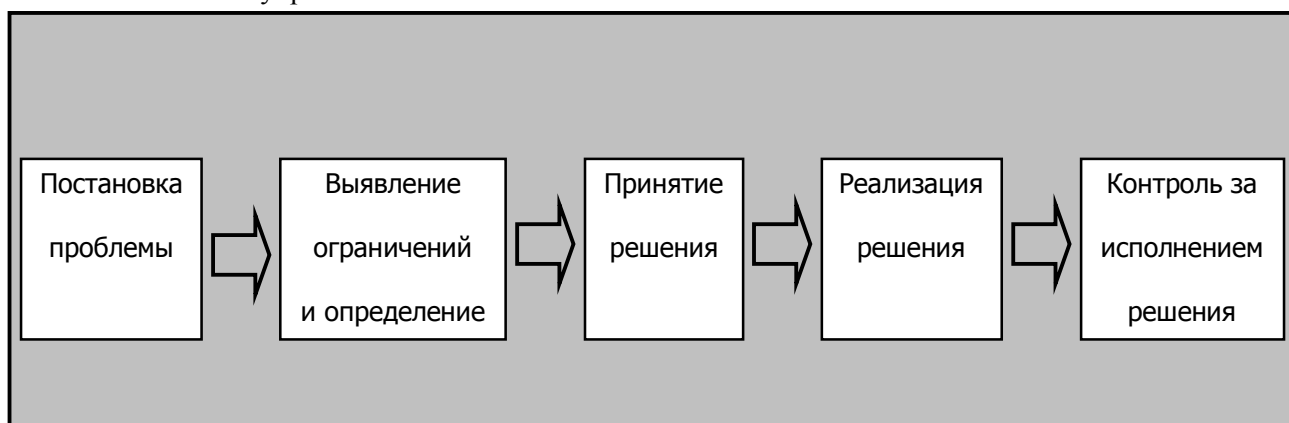 Постановка
проблемы
Выявление
ограничений
и определение
Принятие
решения
Реализация
решения
Контроль за
исполнением
решения